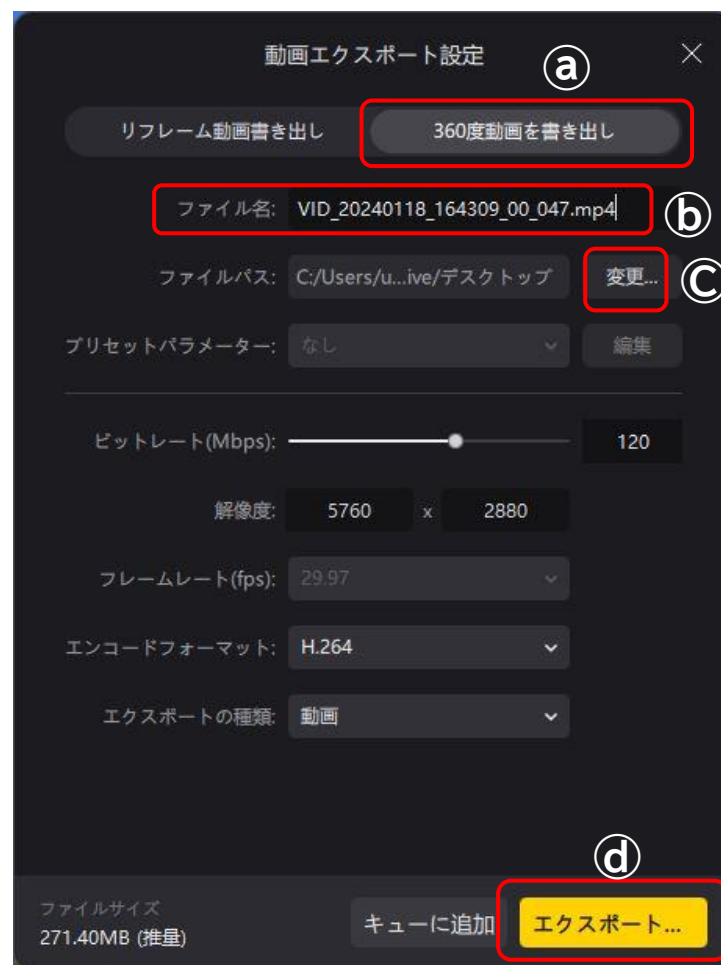 動画エクスポート設定
ⓐ
リフレーム動画書き出し 360度動画を書き出し
ファイル名: VID_20240118_164309_00_047.mp4 ⓑ
ファイルパス: C:/Users/u...ive/デスクトップ 変更... Ⓒ
プリセットパラメーター: なし 編集
ビットレート(Mbps): 120
解像度: 5760 x 2880
フレームレート(fps): 29.97
エンコードフォーマット: H.264
エクスポートの種類: 動画
ⓓ
ファイルサイズ
271.40MB (推量) キューに追加 エクスポート...